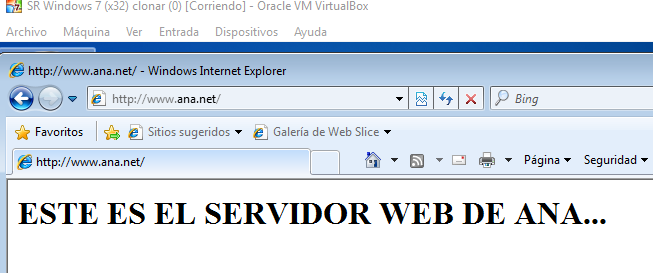 SR Windows 7 (x32) clonar (0) [Corriendo] - Oracle VM VirtualBox
Archivo Máquina Ver Entrada Dispositivos Ayuda
http://www.ana.net/ - Windows Internet Explorer
http://www.ana.net/ Bing
Favoritos Sitios sugeridos Galería de Web Slice
http://www.ana.net/ Página Seguridad
ESTE ES EL SERVIDOR WEB DE ANA...